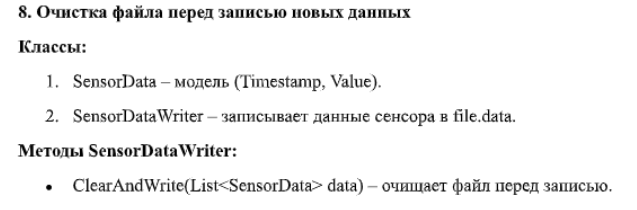 8. Очистка файла перед записью новых данных
Классы:
1. SensorData – модель (Timestamp, Value).
2. SensorDataWriter – записывает данные сенсора в file.data.
Методы SensorDataWriter:
• ClearAndWrite(List<SensorData> data) – очищает файл перед записью.